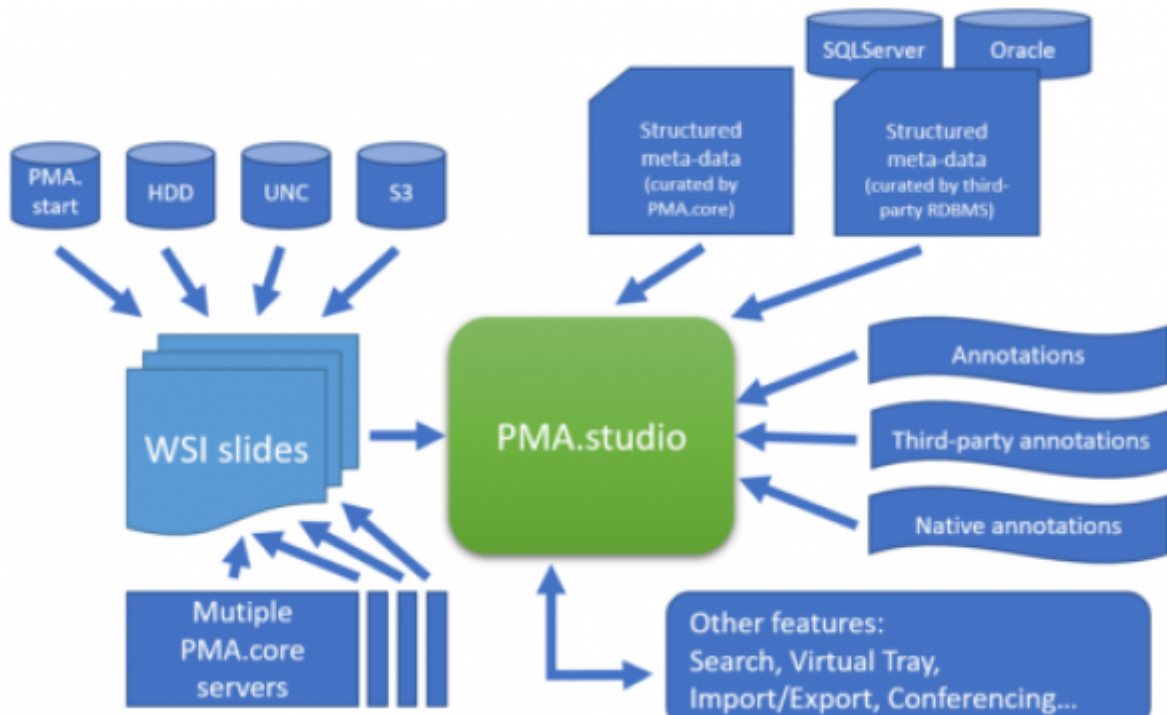 SQLServer
Oracle
Structured
meta-data
(curated by
PMA.core)
Structured
meta-data
(curated by third-
party RDBMS)
PMA.
start
HDD
UNC
S3
WSI slides
PMA.studio
Annotations
Third-party annotations
Native annotations
Mutiple
PMA.core
servers
Other features:
Search, Virtual Tray,
Import/Export, Conferencing...